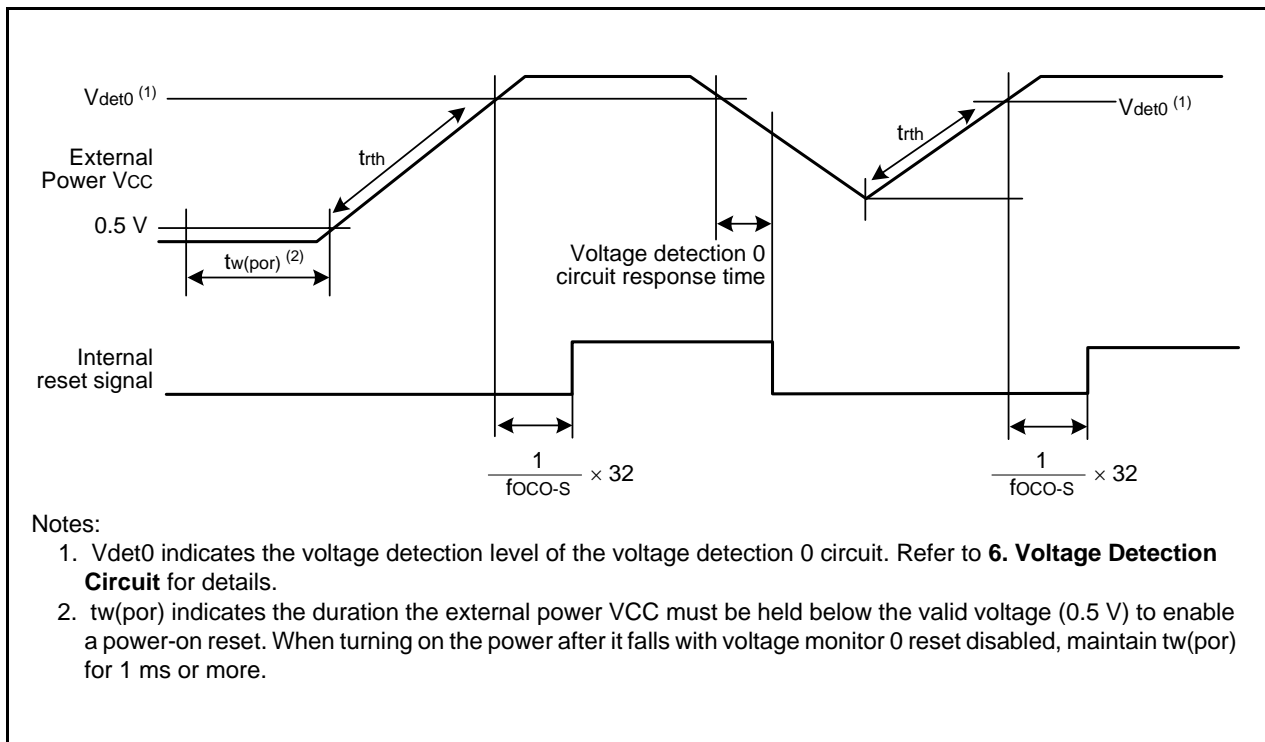 Vdet0 (1)
External
Power VCC
0.5 V
trth
tw(por) (2)
Voltage detection 0
circuit response time
trth
Vdet0 (1)
Internal
reset signal
1
fOCO-S
× 32
1
fOCO-S
× 32
Notes:
1. Vdet0 indicates the voltage detection level of the voltage detection 0 circuit. Refer to 6. Voltage Detection
Circuit for details.
2. tw(por) indicates the duration the external power VCC must be held below the valid voltage (0.5 V) to enable
a power-on reset. When turning on the power after it falls with voltage monitor 0 reset disabled, maintain tw(por)
for 1 ms or more.